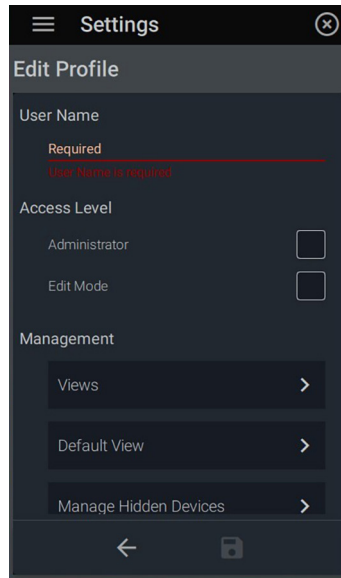 Settings
Edit Profile
User Name
Required
User Name is required
Access Level
Administrator
Edit Mode
Management
Views
Default View
Manage Hidden Devices